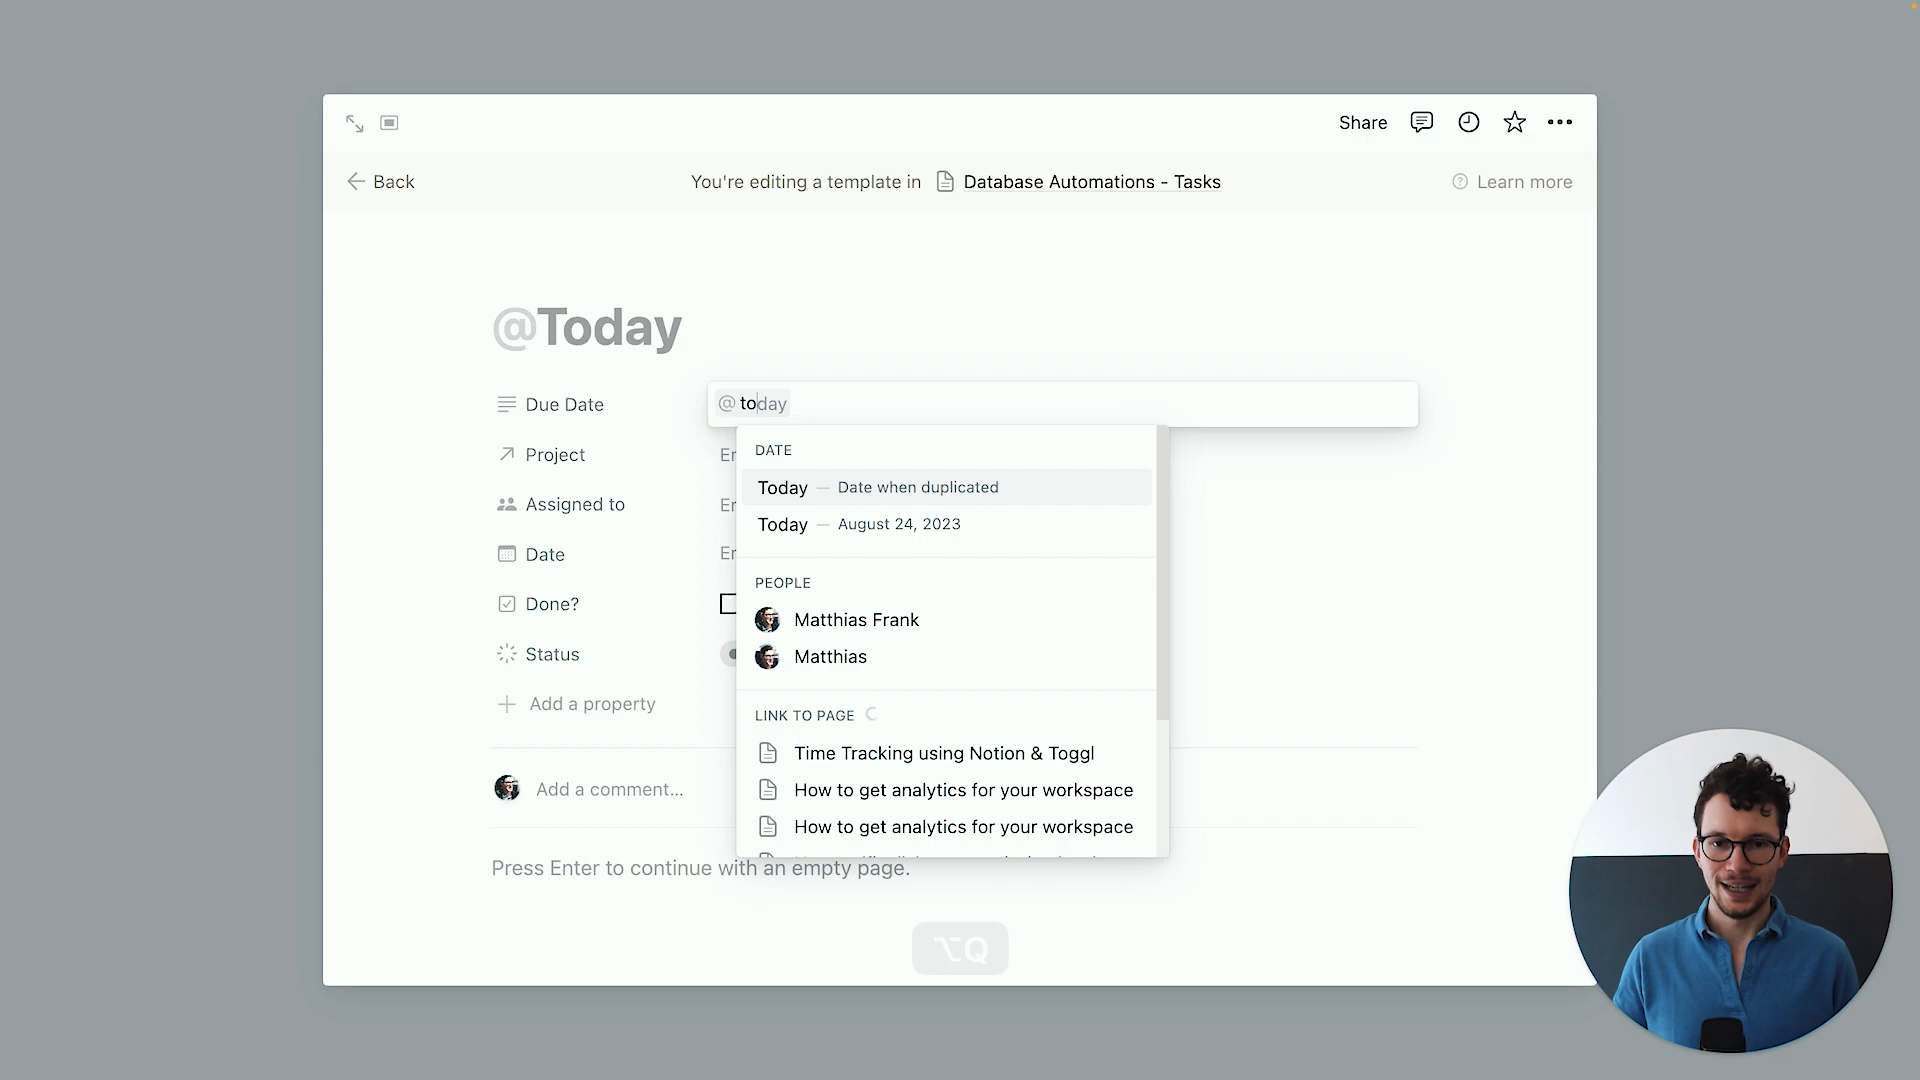 Share
Back
You're editing a template in Database Automations - Tasks
Learn more
@Today
Due Date
@today
Project
Er
Assigned to
Er
Date
Er
Done?
Status
Add a property
DATE
Today — Date when duplicated
Today — August 24, 2023
PEOPLE
Matthias Frank
Matthias
LINK TO PAGE
Time Tracking using Notion & Toggl
How to get analytics for your workspace
How to get analytics for your workspace
Add a comment...
Press Enter to continue with an empty page.
⌥Q